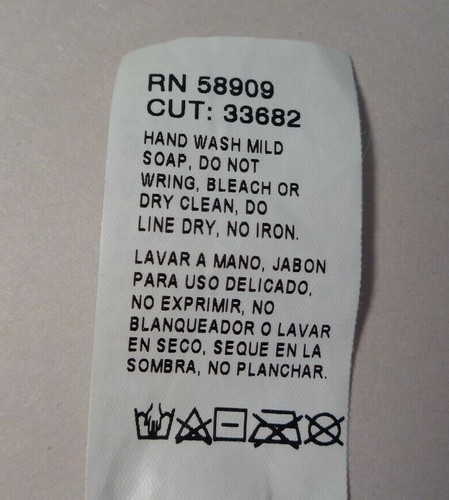 RN 58909
CUT: 33682
HAND WASH MILD
SOAP, DO NOT
WRING, BLEACH OR
DRY CLEAN, DO
LINE DRY, NO IRON.
LAVAR A MANO, JABON
PARA USO DELICADO,
NO EXPRIMIR, NO
BLANQUEADOR O LAVAR
EN SECO, SEQUE EN LA
SOMBRA, NO PLANCHAR.